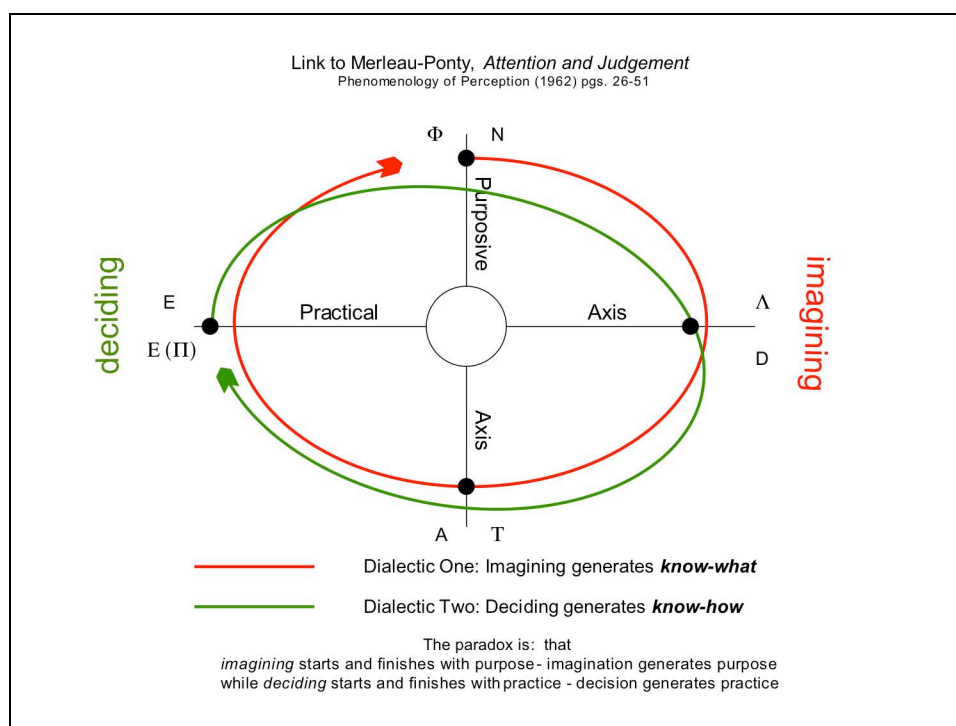 Link to Merleau-Ponty, Attention and Judgement
Phenomenology of Perception (1962) pgs. 26-51
Φ N
Purposive
deciding
E
Practical
Axis
Λ
imagining
E (Π)
D
Axis
A T
Dialectic One: Imagining generates know-what
Dialectic Two: Deciding generates know-how
The paradox is: that
imagining starts and finishes with purpose - imagination generates purpose
while deciding starts and finishes with practice - decision generates practice